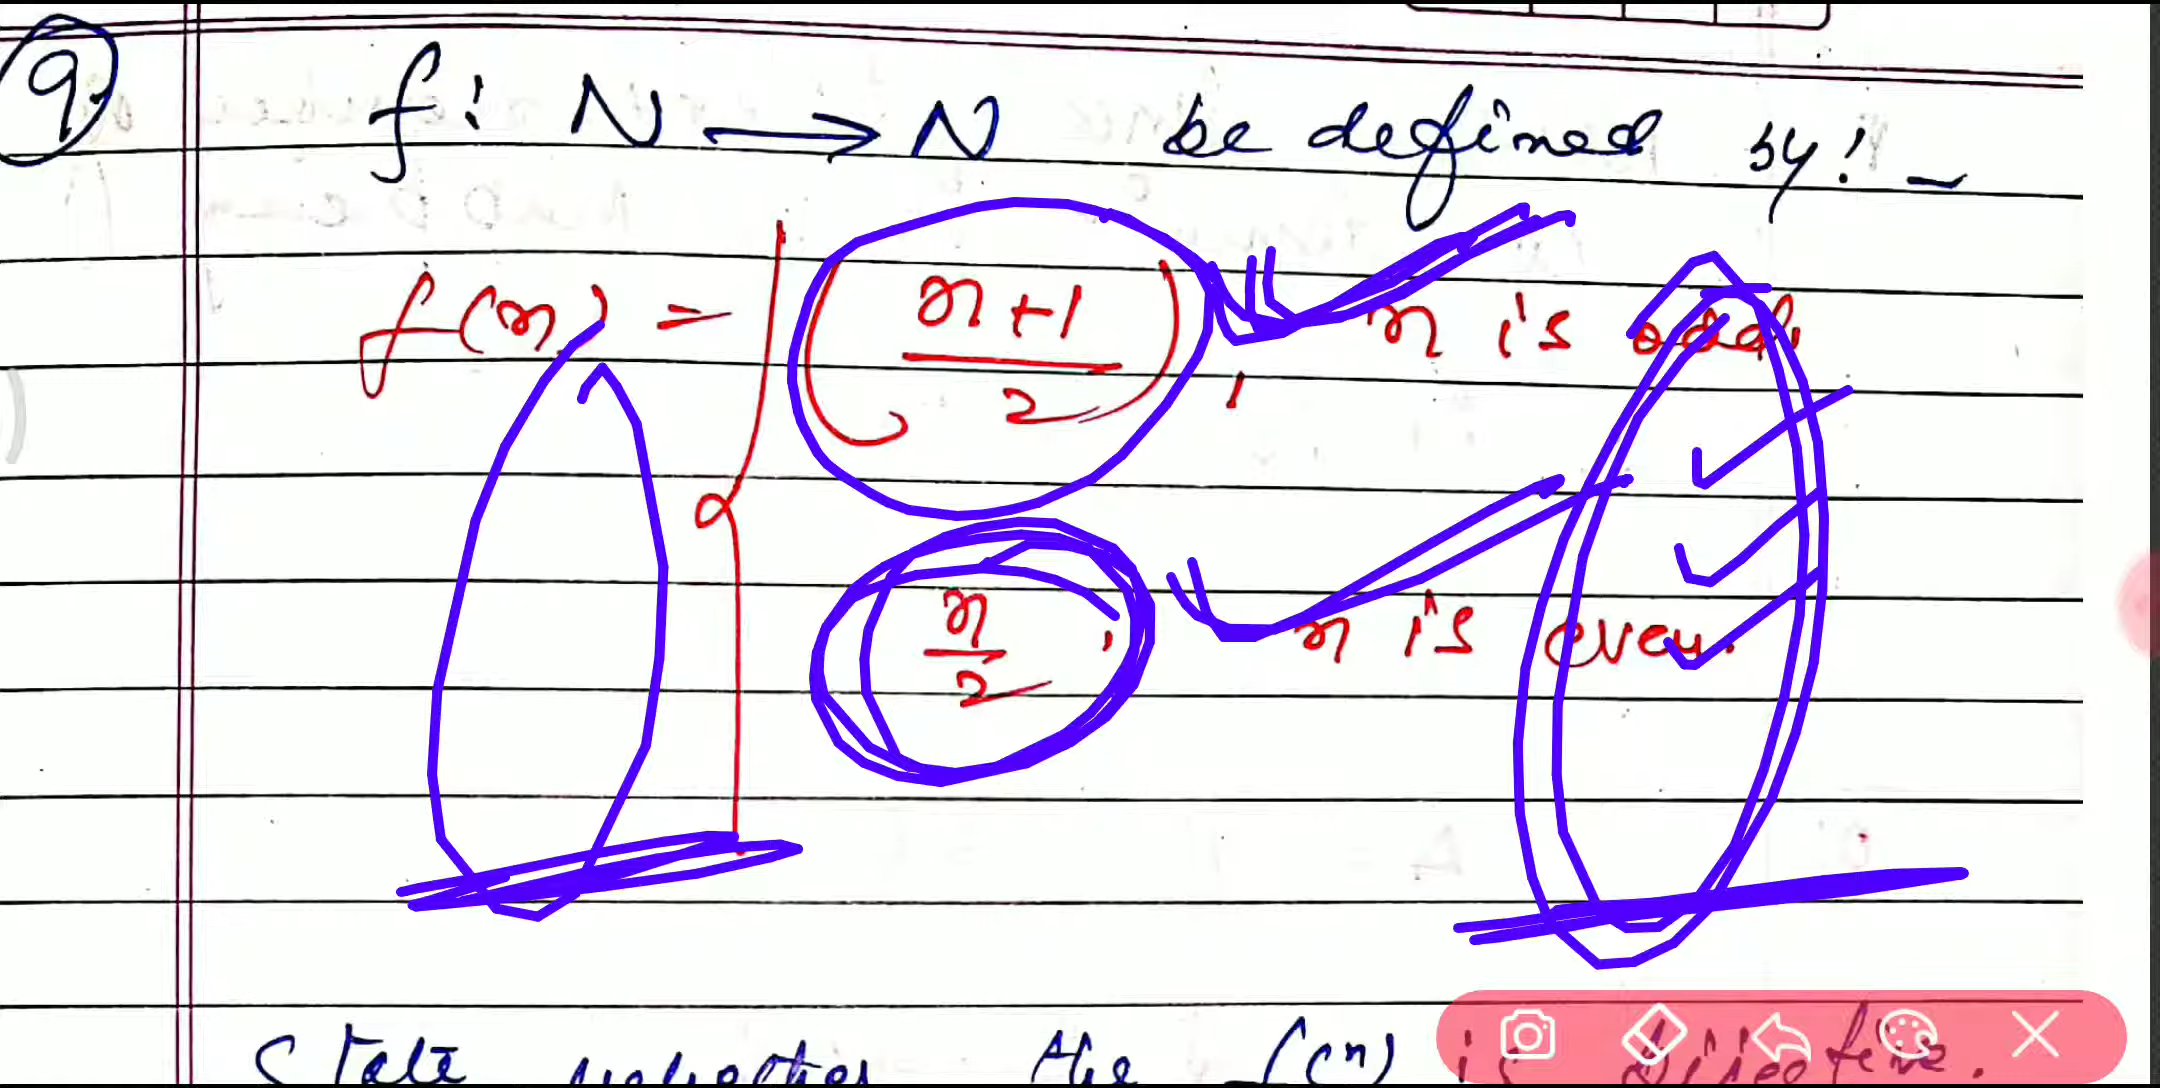 9.
f: N → N be defined by:-
f(n) = { (n+1)/2, n is odd,
n/2, n is even.
State whether the f(n) is bijective.